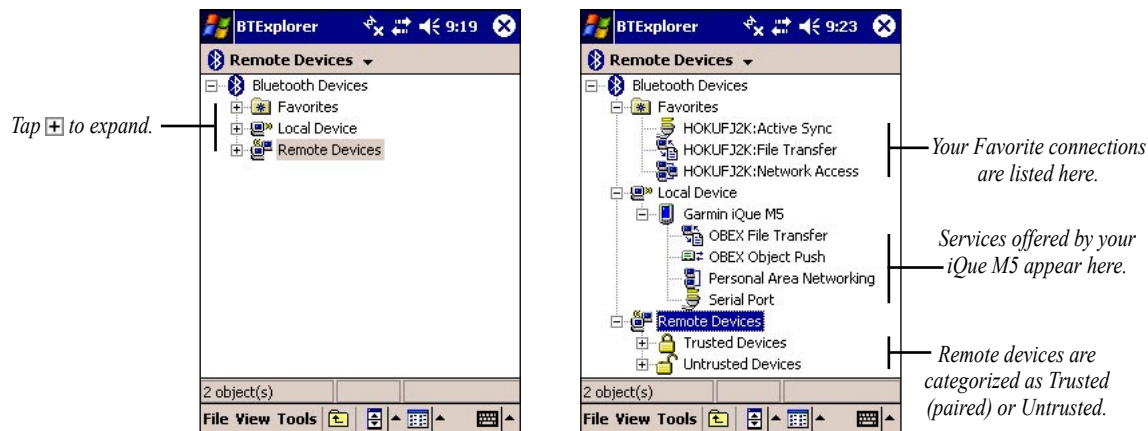 BTExplorer 9:19
Remote Devices
Bluetooth Devices
Favorites
Local Device
Remote Devices
2 object(s)
File View Tools
Tap + to expand.
BTExplorer 9:23
Remote Devices
Bluetooth Devices
Favorites
HOKUFJ2K:Active Sync
HOKUFJ2K:File Transfer
HOKUFJ2K:Network Access
Local Device
Garmin iQue M5
OBEX File Transfer
OBEX Object Push
Personal Area Networking
Serial Port
Remote Devices
Trusted Devices
Untrusted Devices
2 object(s)
File View Tools
Your Favorite connections
are listed here.
Services offered by your
iQue M5 appear here.
Remote devices are
categorized as Trusted
(paired) or Untrusted.